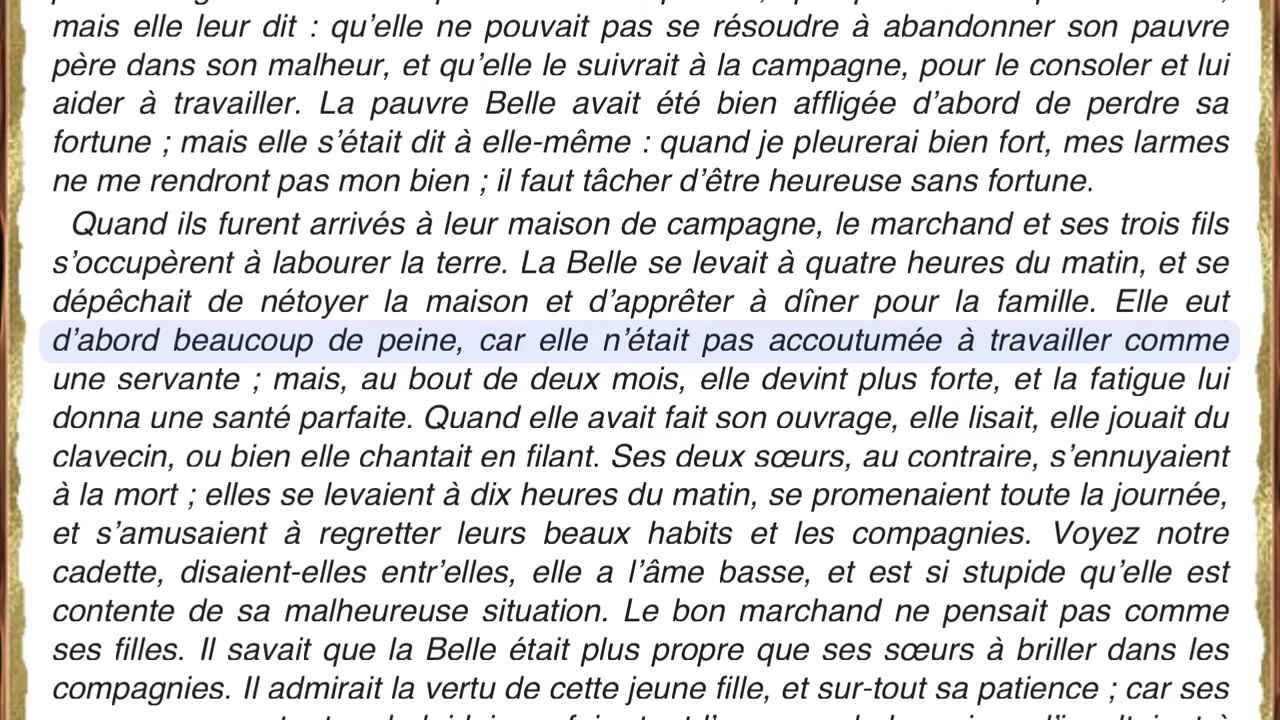 mais elle leur dit : qu’elle ne pouvait pas se résoudre à abandonner son pauvre
père dans son malheur, et qu’elle le suivrait à la campagne, pour le consoler et lui
aider à travailler. La pauvre Belle avait été bien affligée d’abord de perdre sa
fortune ; mais elle s’était dit à elle-même : quand je pleurerai bien fort, mes larmes
ne me rendront pas mon bien ; il faut tâcher d’être heureuse sans fortune.
Quand ils furent arrivés à leur maison de campagne, le marchand et ses trois fils
s’occupèrent à labourer la terre. La Belle se levait à quatre heures du matin, et se
dépêchait de nétoyer la maison et d’apprêter à dîner pour la famille. Elle eut
d’abord beaucoup de peine, car elle n’était pas accoutumée à travailler comme
une servante ; mais, au bout de deux mois, elle devint plus forte, et la fatigue lui
donna une santé parfaite. Quand elle avait fait son ouvrage, elle lisait, elle jouait du
clavecin, ou bien elle chantait en filant. Ses deux sœurs, au contraire, s’ennuyaient
à la mort ; elles se levaient à dix heures du matin, se promenaient toute la journée,
et s’amusaient à regretter leurs beaux habits et les compagnies. Voyez notre
cadette, disaient-elles entr’elles, elle a l’âme basse, et est si stupide qu’elle est
contente de sa malheureuse situation. Le bon marchand ne pensait pas comme
ses filles. Il savait que la Belle était plus propre que ses sœurs à briller dans les
compagnies. Il admirait la vertu de cette jeune fille, et sur-tout sa patience ; car ses